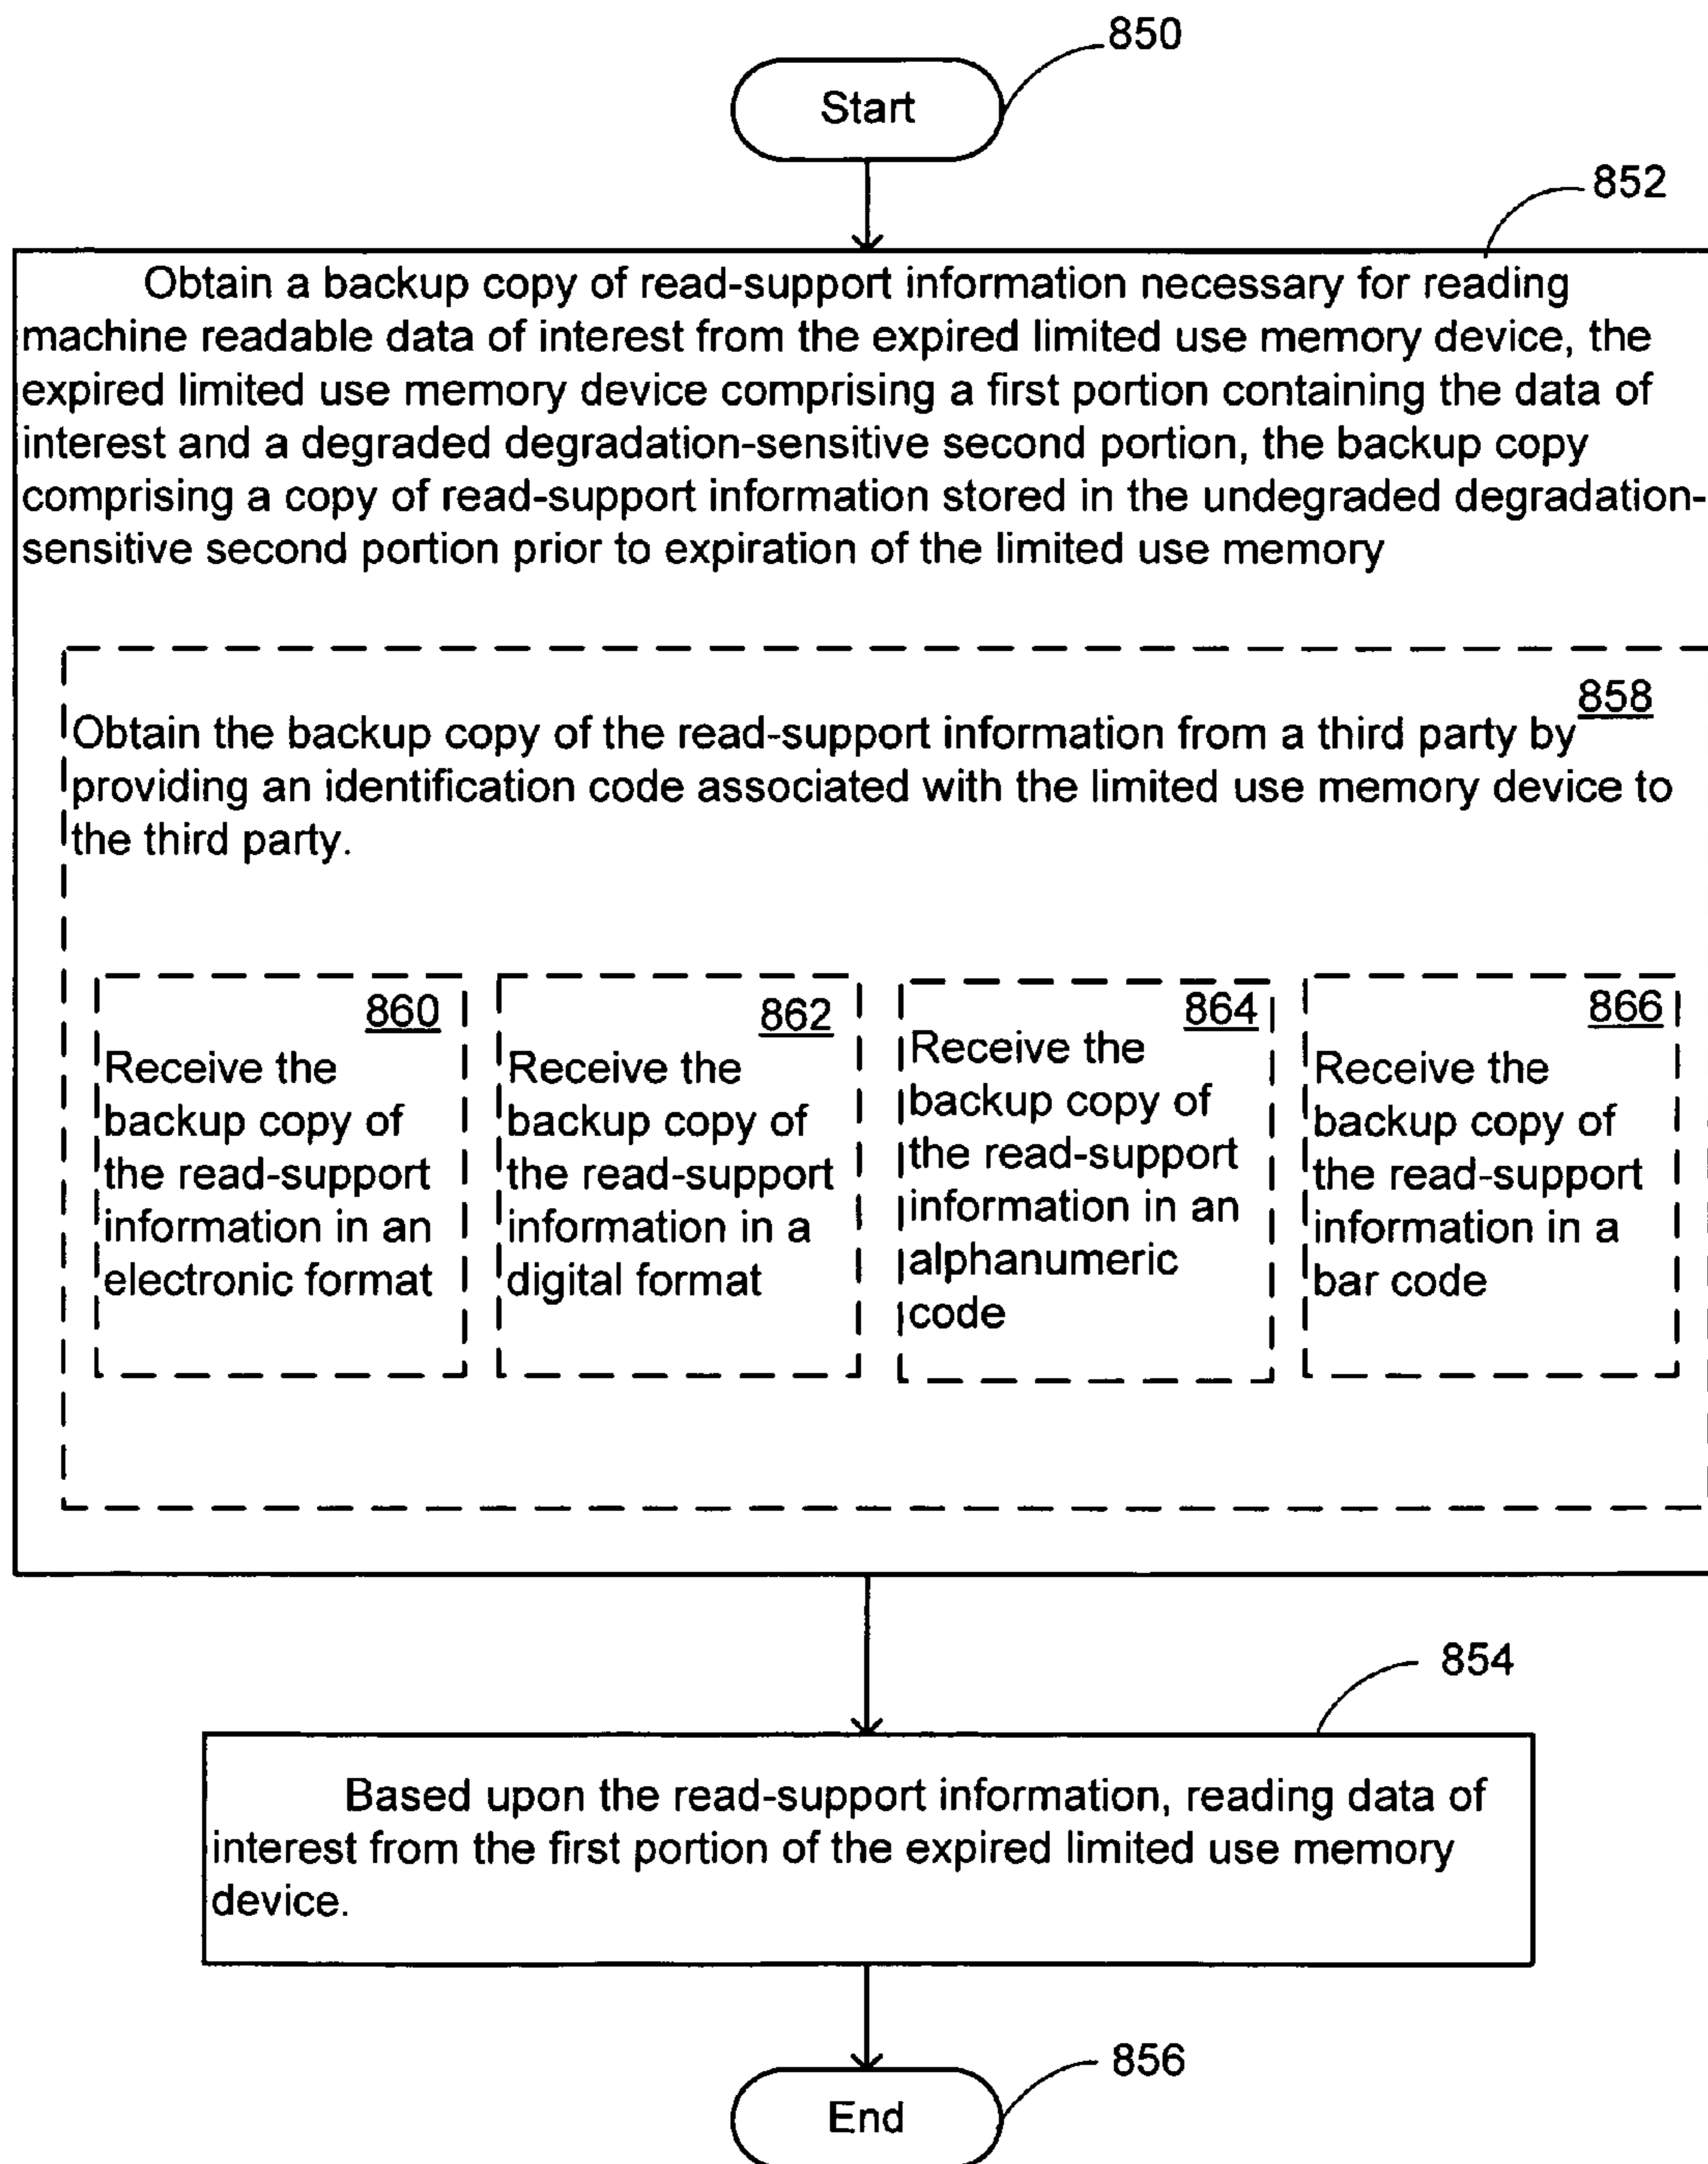 850
Start
852
Obtain a backup copy of read-support information necessary for reading
machine readable data of interest from the expired limited use memory device, the
expired limited use memory device comprising a first portion containing the data of
interest and a degraded degradation-sensitive second portion, the backup copy
comprising a copy of read-support information stored in the undegraded degradation-
sensitive second portion prior to expiration of the limited use memory
858
Obtain the backup copy of the read-support information from a third party by
providing an identification code associated with the limited use memory device to
the third party.
860
Receive the
backup copy of
the read-support
information in an
electronic format
862
Receive the
backup copy of
the read-support
information in a
digital format
864
Receive the
backup copy of
the read-support
information in an
alphanumeric
code
866
Receive the
backup copy of
the read-support
information in a
bar code
854
Based upon the read-support information, reading data of
interest from the first portion of the expired limited use memory
device.
856
End